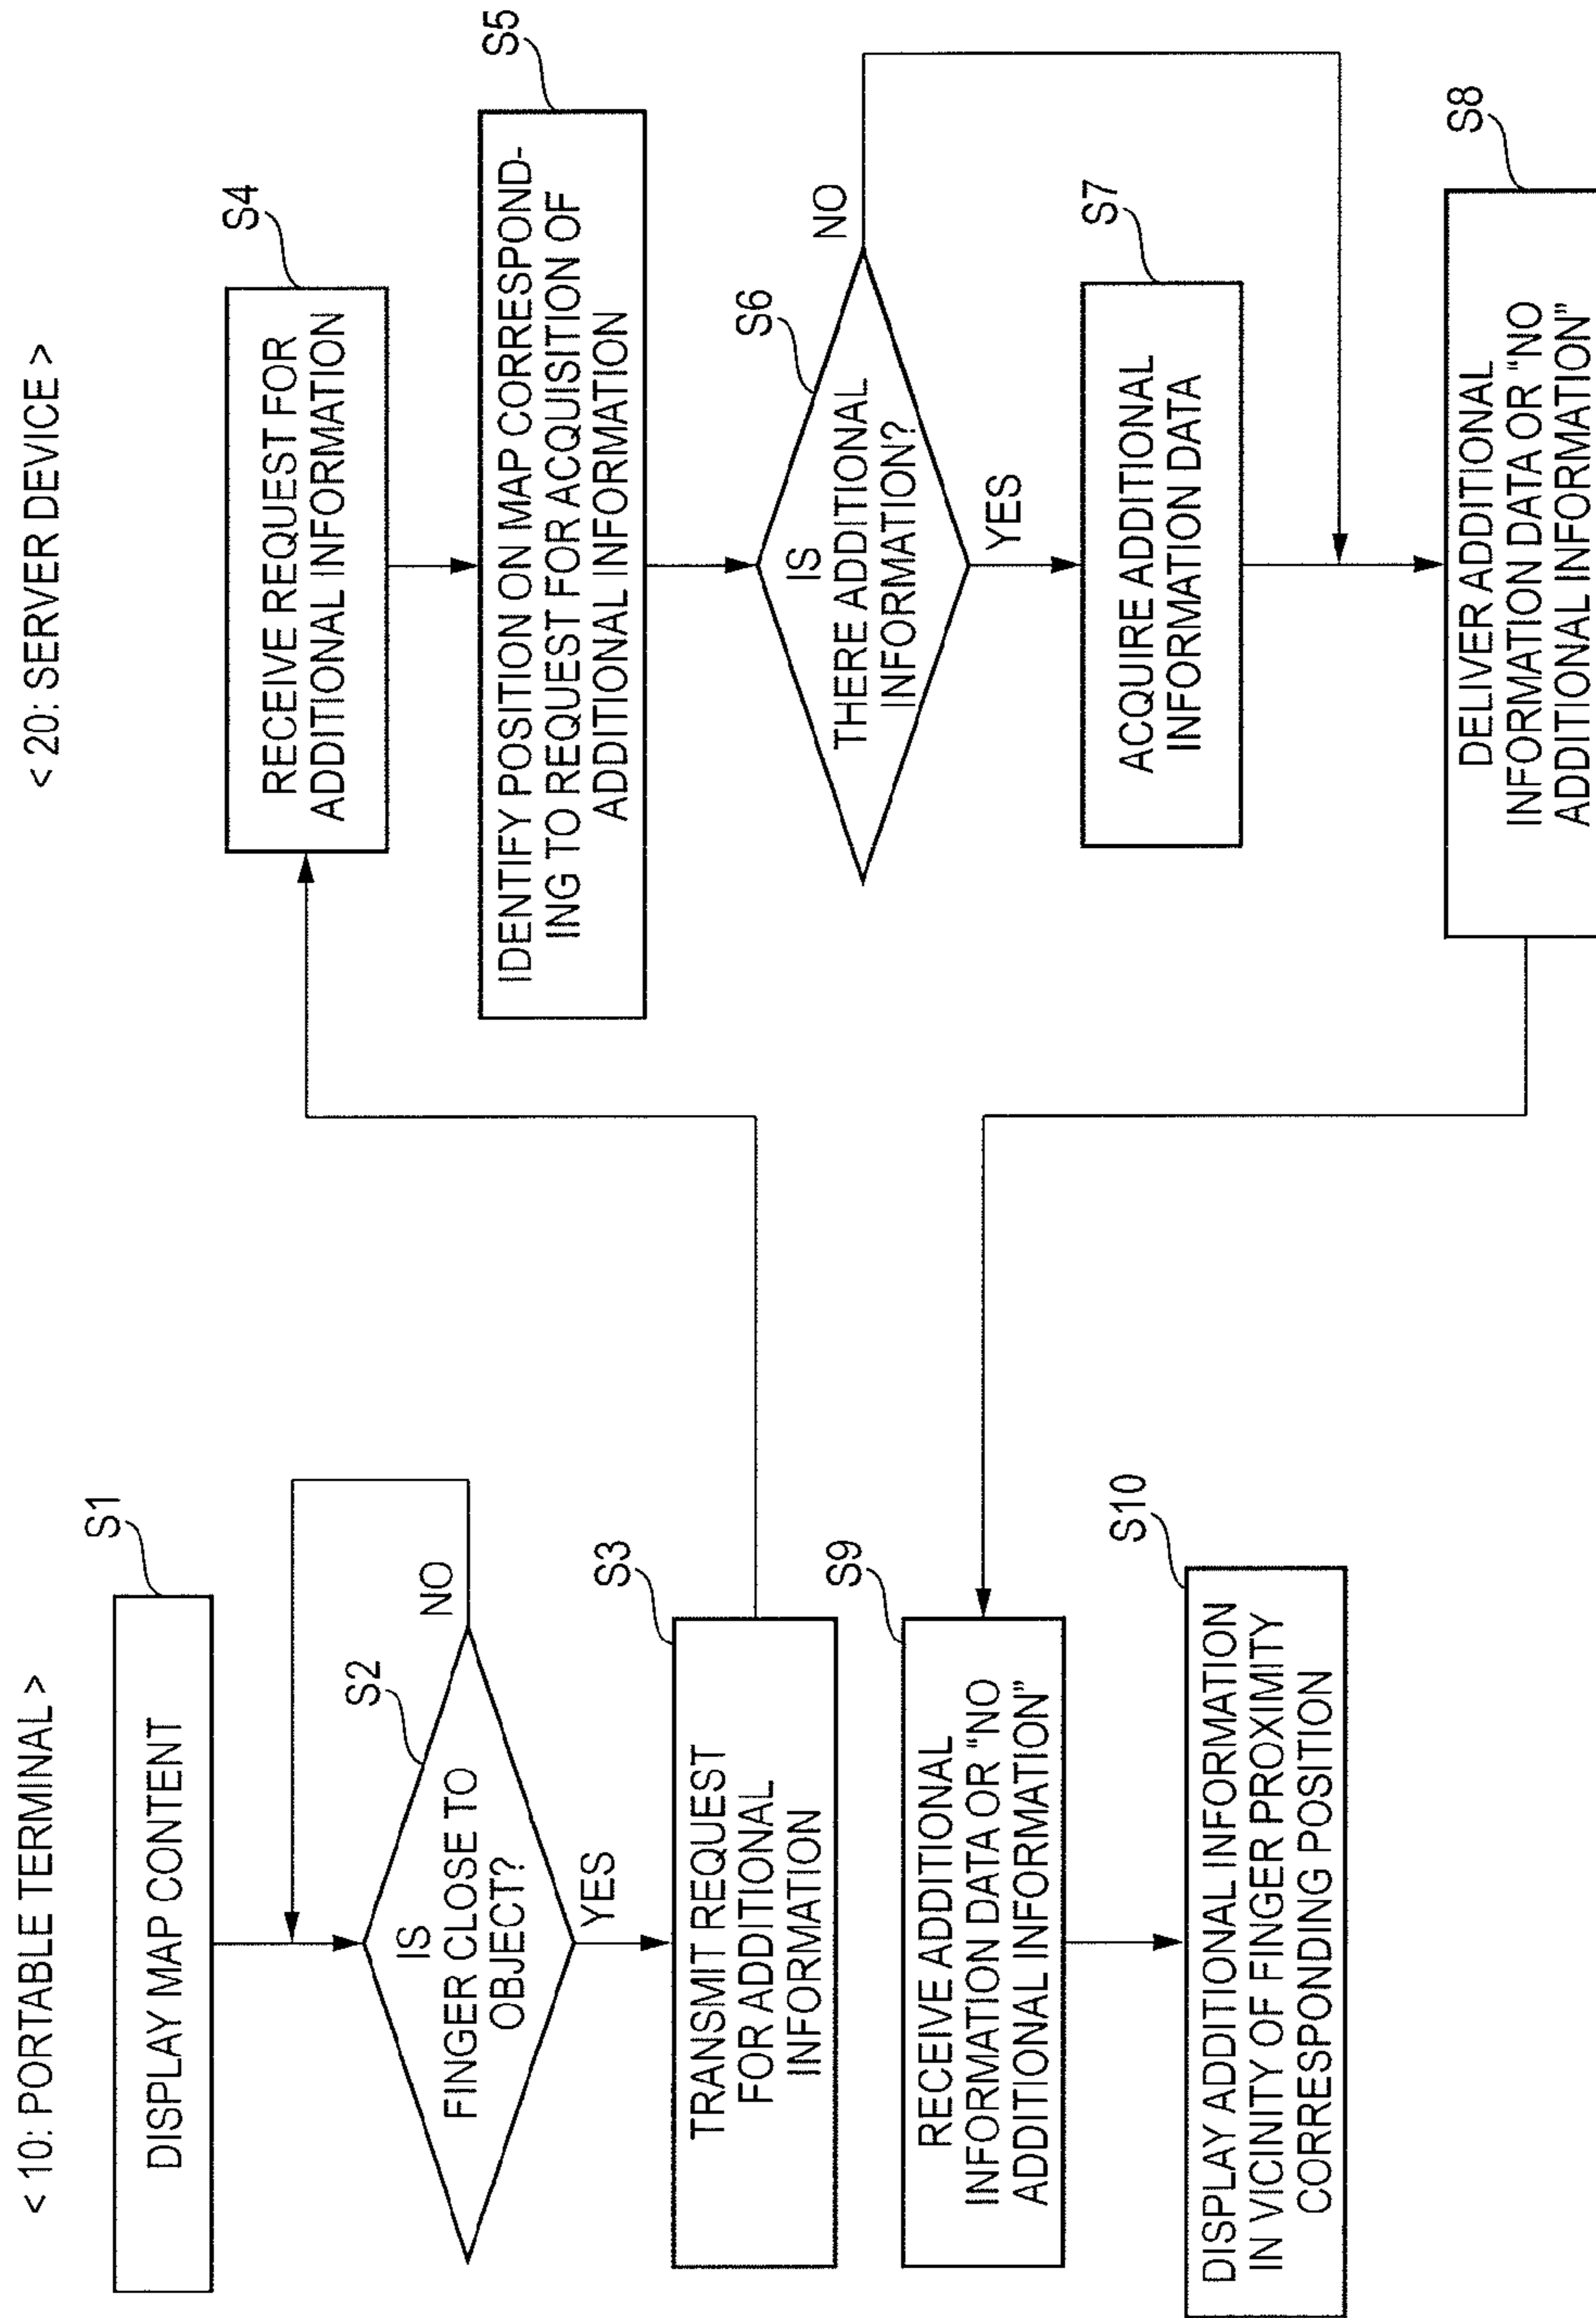 < 10: PORTABLE TERMINAL >
S1
DISPLAY MAP CONTENT
S2
IS
FINGER CLOSE TO
OBJECT?
NO
YES
S3
TRANSMIT REQUEST
FOR ADDITIONAL
INFORMATION
S9
RECEIVE ADDITIONAL
INFORMATION DATA OR "NO
ADDITIONAL INFORMATION"
S10
DISPLAY ADDITIONAL INFORMATION
IN VICINITY OF FINGER PROXIMITY
CORRESPONDING POSITION
< 20: SERVER DEVICE >
S4
RECEIVE REQUEST FOR
ADDITIONAL INFORMATION
S5
IDENTIFY POSITION ON MAP CORRESPOND-
ING TO REQUEST FOR ACQUISITION OF
ADDITIONAL INFORMATION
S6
IS
THERE ADDITIONAL
INFORMATION?
NO
YES
S7
ACQUIRE ADDITIONAL
INFORMATION DATA
S8
DELIVER ADDITIONAL
INFORMATION DATA OR "NO
ADDITIONAL INFORMATION"